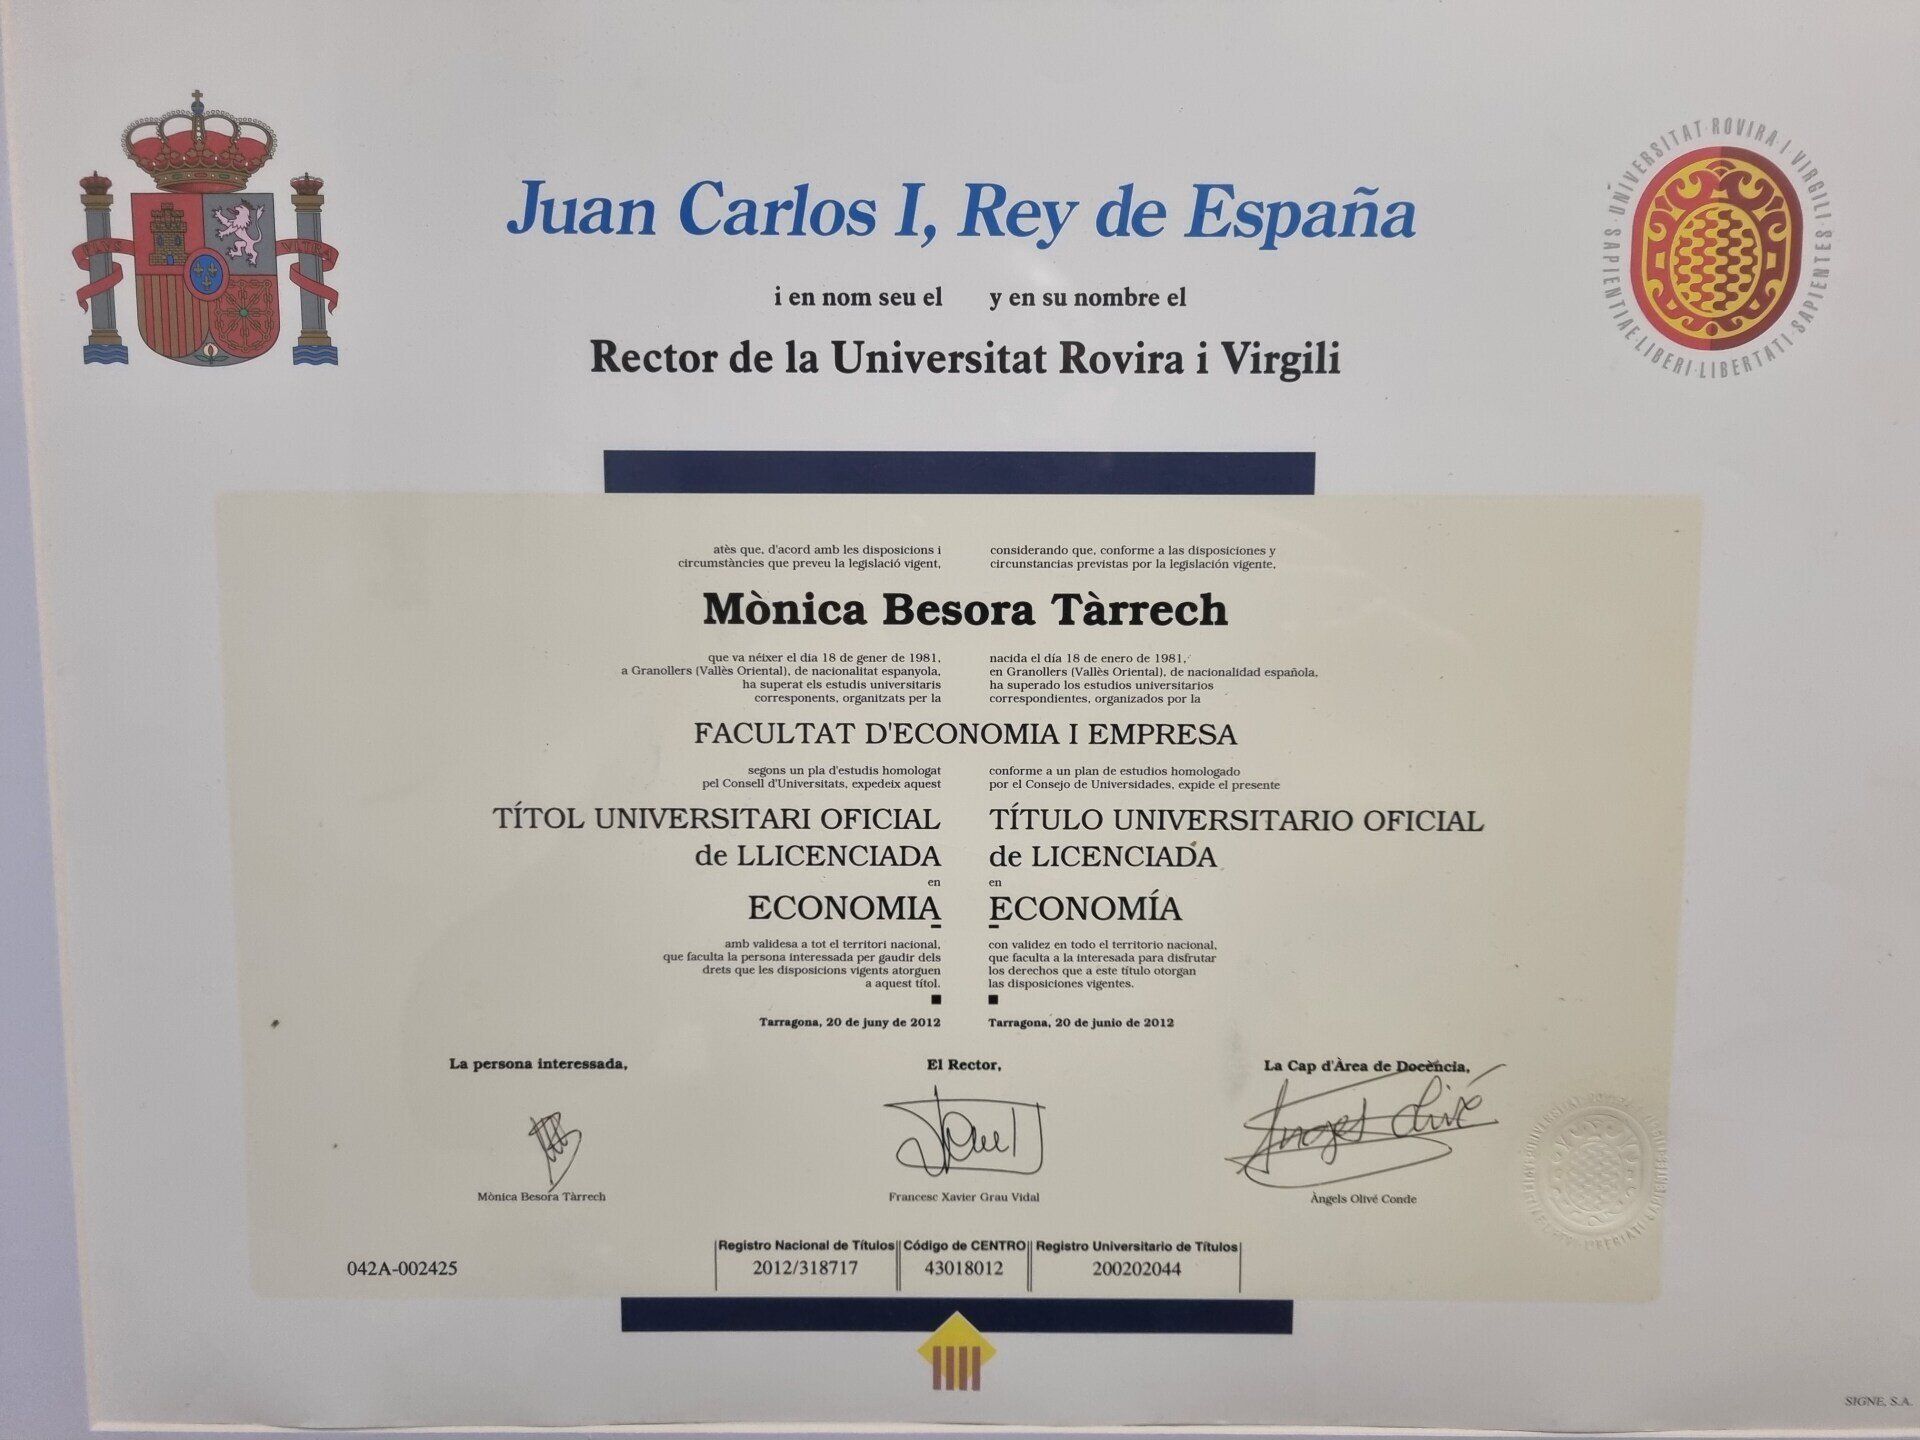 PLVS VLTRA
UNIVERSITAT ROVIRA I VIRGILI
SAPIENTIAE·LIBERI·LIBERTATI·SAPIENTES
Juan Carlos I, Rey de España
i en nom seu el y en su nombre el
Rector de la Universitat Rovira i Virgili
atès que, d'acord amb les disposicions i
circumstàncies que preveu la legislació vigent,
considerando que, conforme a las disposiciones y
circunstancias previstas por la legislación vigente,
Mònica Besora Tàrrech
que va néixer el dia 18 de gener de 1981,
a Granollers (Vallès Oriental), de nacionalitat espanyola,
ha superat els estudis universitaris
corresponents, organitzats per la
nacida el día 18 de enero de 1981,
en Granollers (Vallès Oriental), de nacionalidad española,
ha superado los estudios universitarios
correspondientes, organizados por la
FACULTAT D'ECONOMIA I EMPRESA
segons un pla d'estudis homologat
pel Consell d'Universitats, expedeix aquest
conforme a un plan de estudios homologado
por el Consejo de Universidades, expide el presente
TÍTOL UNIVERSITARI OFICIAL
de LLICENCIADA
en
ECONOMIA
TÍTULO UNIVERSITARIO OFICIAL
de LICENCIADA
en
ECONOMÍA
amb validesa a tot el territori nacional,
que faculta la persona interessada per gaudir dels
drets que les disposicions vigents atorguen
a aquest títol.
con validez en todo el territorio nacional,
que faculta a la interesada para disfrutar
los derechos que a este título otorgan
las disposiciones vigentes.
Tarragona, 20 de juny de 2012
Tarragona, 20 de junio de 2012
La persona interessada,
Mònica Besora Tàrrech
El Rector,
Francesc Xavier Grau Vidal
La Cap d'Àrea de Docència,
Àngels Olivé
Àngels Olivé Conde
042A-002425
Registro Nacional de Títulos
2012/318717
Código de CENTRO
43018012
Registro Universitario de Títulos
200202044
SIGNE, S.A.